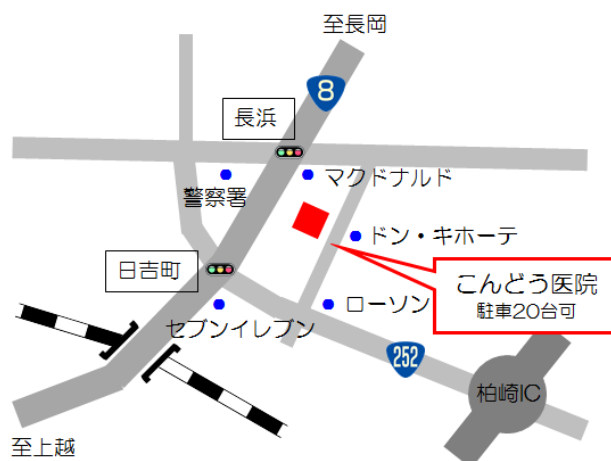 至長岡
8
長浜
マクドナルド
警察署
ドン・キホーテ
日吉町
こんどう医院
駐車20台可
ローソン
セブンイレブン
252
柏崎IC
至上越